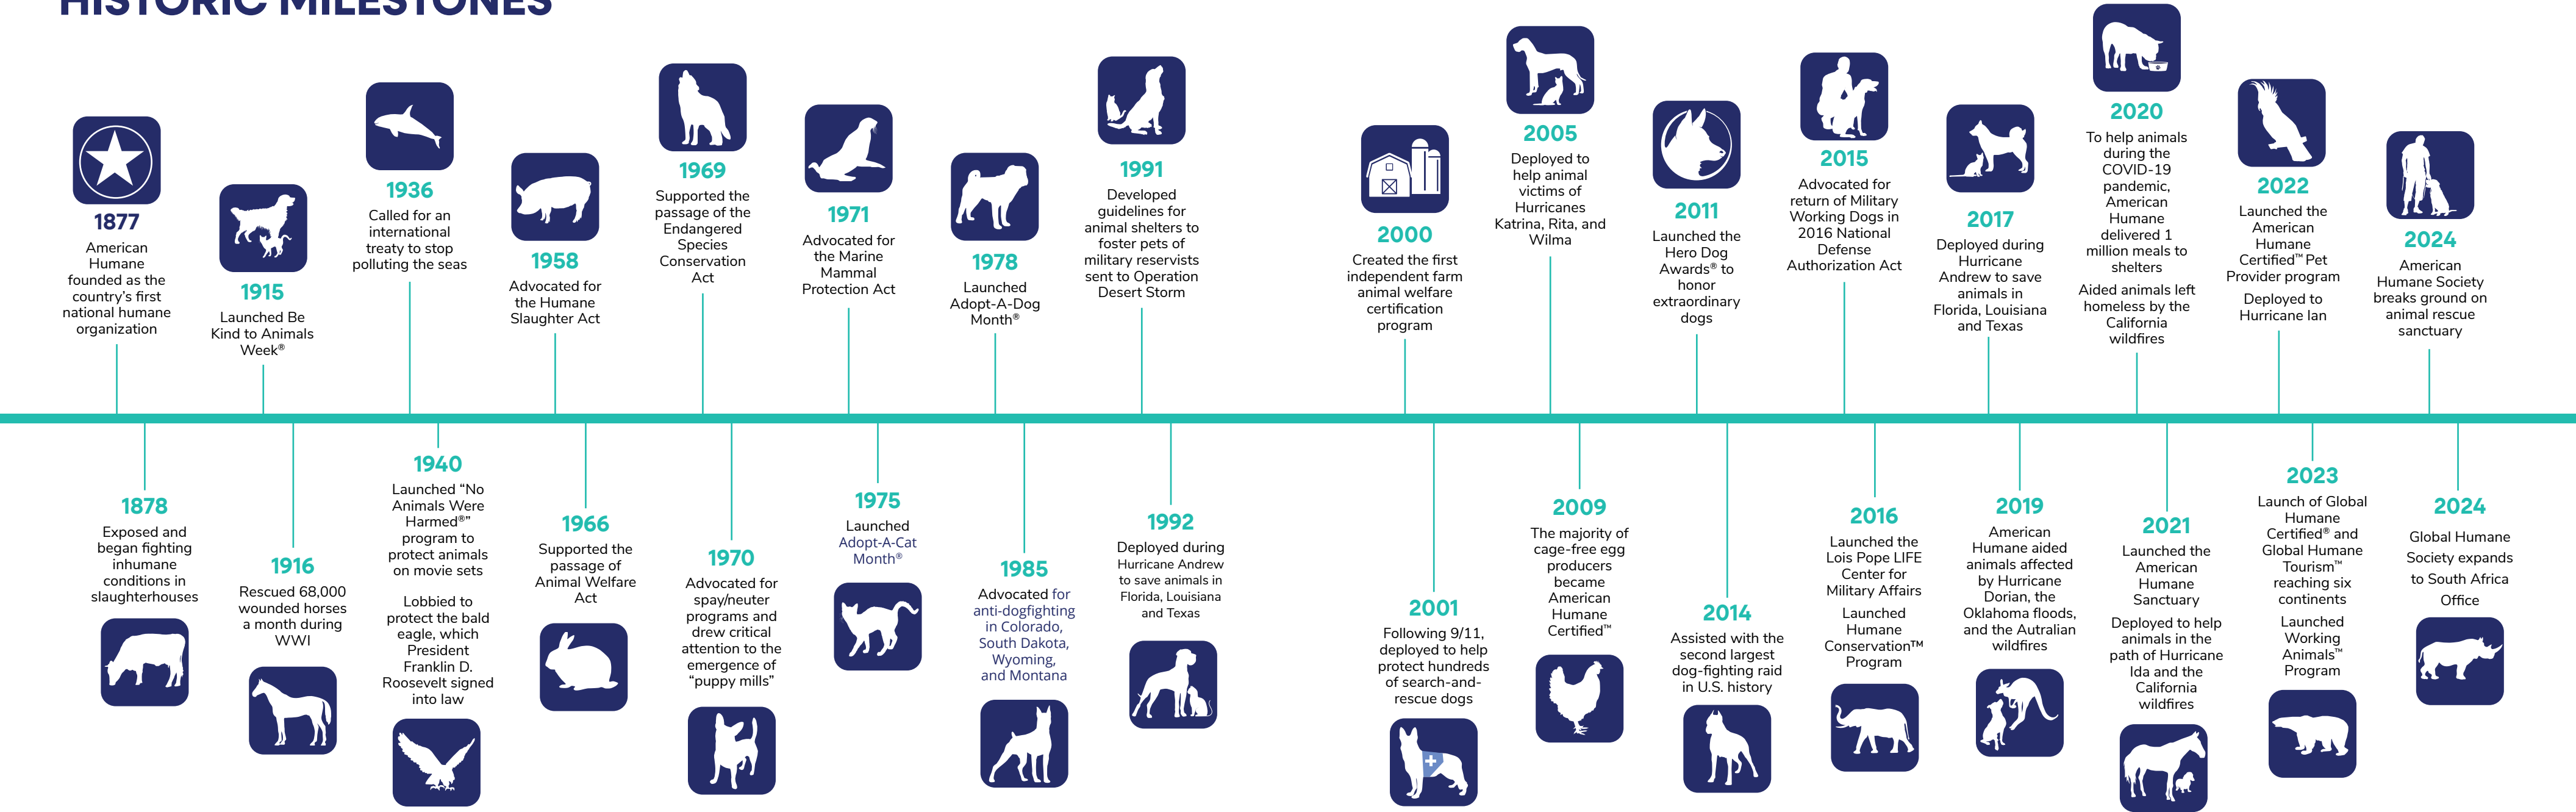 HISTORIC MILESTONES
1877
American
Humane
founded as the
country's first
national humane
organization
1915
Launched Be
Kind to Animals
Week®
1936
Called for an
international
treaty to stop
polluting the seas
1958
Advocated for
the Humane
Slaughter Act
1969
Supported the
passage of the
Endangered
Species
Conservation
Act
1971
Advocated for
the Marine
Mammal
Protection Act
1978
Launched
Adopt-A-Dog
Month®
1991
Developed
guidelines for
animal shelters to
foster pets of
military reservists
sent to Operation
Desert Storm
2000
Created the first
independent farm
animal welfare
certification
program
2005
Deployed to
help animal
victims of
Hurricanes
Katrina, Rita, and
Wilma
2011
Launched the
Hero Dog
Awards® to
honor
extraordinary
dogs
2015
Advocated for
return of Military
Working Dogs in
2016 National
Defense
Authorization Act
2017
Deployed during
Hurricane
Andrew to save
animals in
Florida, Louisiana
and Texas
2020
To help animals
during the
COVID-19
pandemic,
American
Humane
delivered 1
million meals to
shelters
Aided animals left
homeless by the
California
wildfires
2022
Launched the
American
Humane
Certified™ Pet
Provider program
Deployed to
Hurricane Ian
2024
American
Humane Society
breaks ground on
animal rescue
sanctuary
1878
Exposed and
began fighting
inhumane
conditions in
slaughterhouses
1916
Rescued 68,000
wounded horses
a month during
WWI
1940
Launched “No
Animals Were
Harmed®”
program to
protect animals
on movie sets
Lobbied to
protect the bald
eagle, which
President
Franklin D.
Roosevelt signed
into law
1966
Supported the
passage of
Animal Welfare
Act
1970
Advocated for
spay/neuter
programs and
drew critical
attention to the
emergence of
“puppy mills”
1975
Launched
Adopt-A-Cat
Month®
1985
Advocated for
anti-dogfighting
in Colorado,
South Dakota,
Wyoming,
and Montana
1992
Deployed during
Hurricane Andrew
to save animals in
Florida, Louisiana
and Texas
2001
Following 9/11,
deployed to help
protect hundreds
of search-and-
rescue dogs
2009
The majority of
cage-free egg
producers
became
American
Humane
Certified™
2014
Assisted with the
second largest
dog-fighting raid
in U.S. history
2016
Launched the
Lois Pope LIFE
Center for
Military Affairs
Launched
Humane
Conservation™
Program
2019
American
Humane aided
animals affected
by Hurricane
Dorian, the
Oklahoma floods,
and the Autralian
wildfires
2021
Launched the
American
Humane
Sanctuary
Deployed to help
animals in the
path of Hurricane
Ida and the
California
wildfires
2023
Launch of Global
Humane
Certified® and
Global Humane
Tourism™
reaching six
continents
Launched
Working
Animals™
Program
2024
Global Humane
Society expands
to South Africa
Office